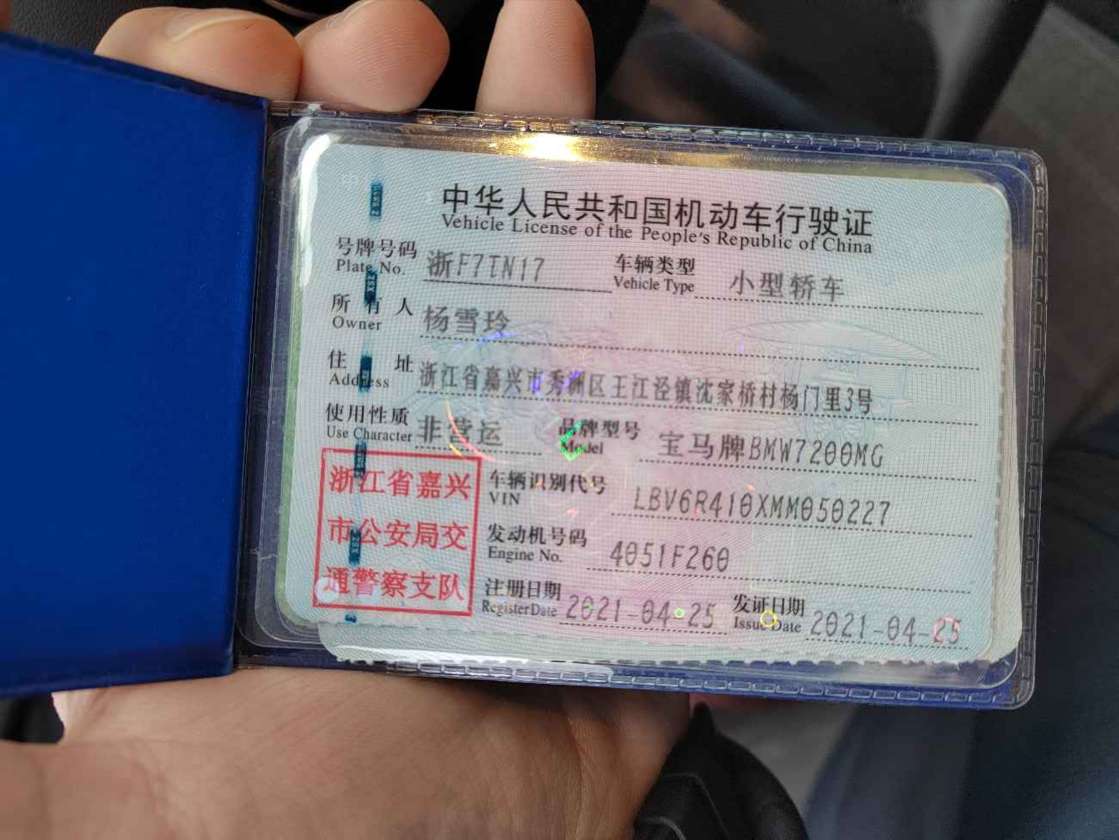 中华人民共和国机动车行驶证
Vehicle License of the People's Republic of China
号牌号码 浙F7TN17 车辆类型 小型轿车
Plate No. Vehicle Type
所有人 杨雪玲
Owner
住址 浙江省嘉兴市秀洲区王江泾镇沈家桥村杨门里3号
Address
使用性质 非营运 品牌型号 宝马牌BMW7200MG
Use Character Model
浙江省嘉兴
市公安局交
通警察支队
车辆识别代号 LBV6R410XMM050227
VIN
发动机号码 4051F260
Engine No.
注册日期 2021-04-25 发证日期 2021-04-25
Register Date Issue Date